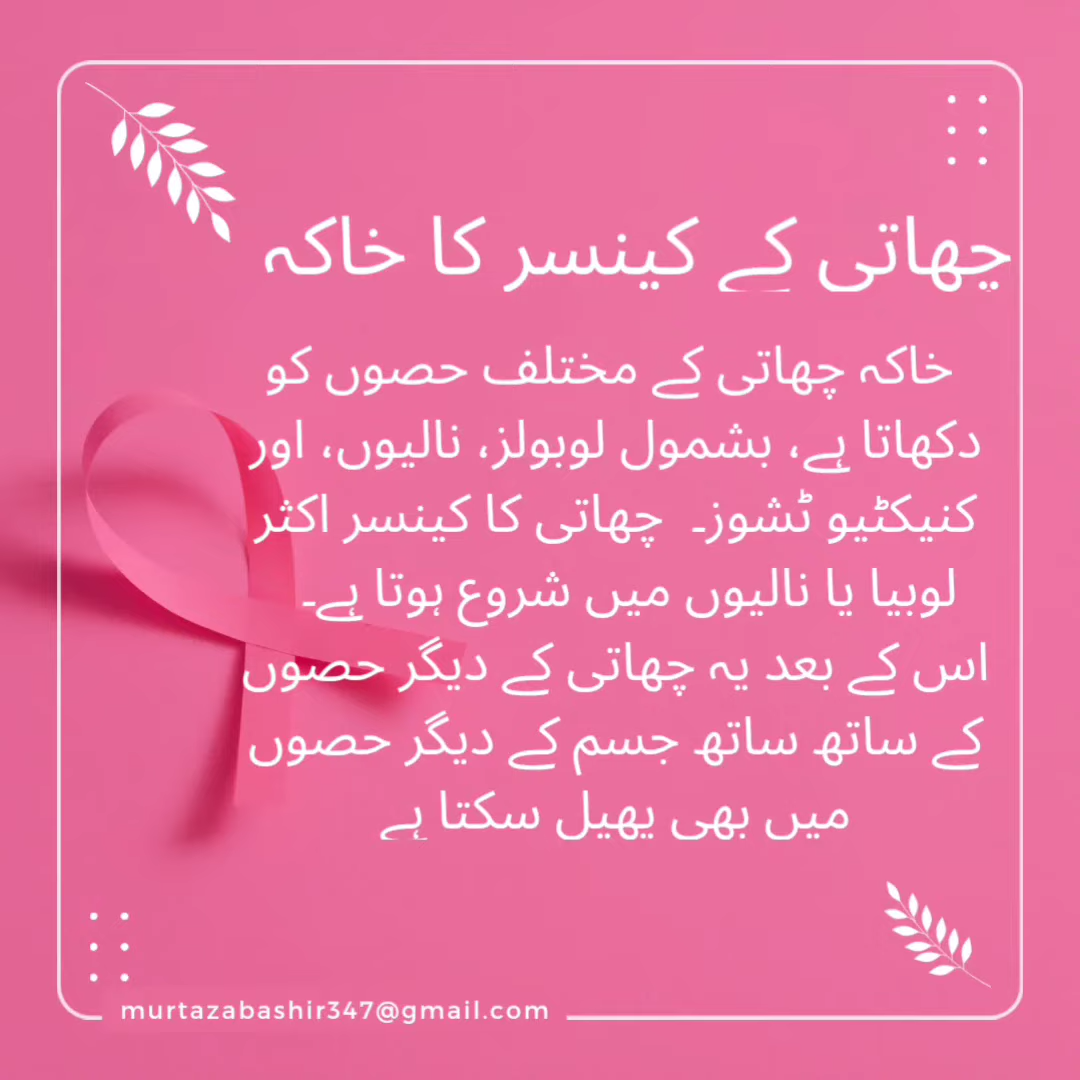 چھاتی کے کینسر کا خاکہ
خاکہ چھاتی کے مختلف حصوں کو
دکھاتا ہے، بشمول لوبولز، نالیوں، اور
کنیکٹیو ٹشوز۔ چھاتی کا کینسر اکثر
لوبیا یا نالیوں میں شروع ہوتا ہے۔
اس کے بعد یہ چھاتی کے دیگر حصوں
کے ساتھ ساتھ جسم کے دیگر حصوں
میں بھی پھیل سکتا ہے
murtazabashir347@gmail.com